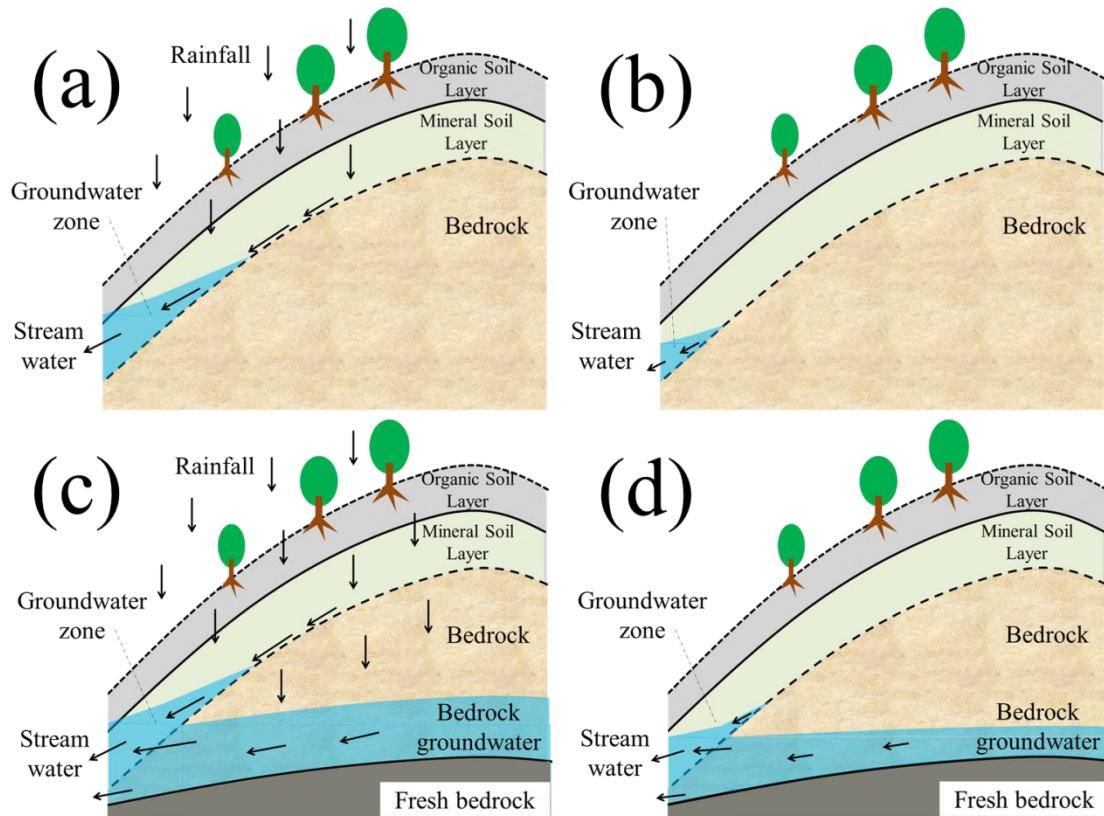 (a)
Rainfall
Organic Soil
Layer
Mineral Soil
Layer
Groundwater
zone
Bedrock
Stream
water
(b)
Organic Soil
Layer
Mineral Soil
Layer
Groundwater
zone
Bedrock
Stream
water
(c)
Rainfall
Organic Soil
Layer
Mineral Soil
Layer
Groundwater
zone
Bedrock
Bedrock
groundwater
Stream
water
Fresh bedrock
(d)
Organic Soil
Layer
Mineral Soil
Layer
Groundwater
zone
Bedrock
Bedrock
groundwater
Stream
water
Fresh bedrock